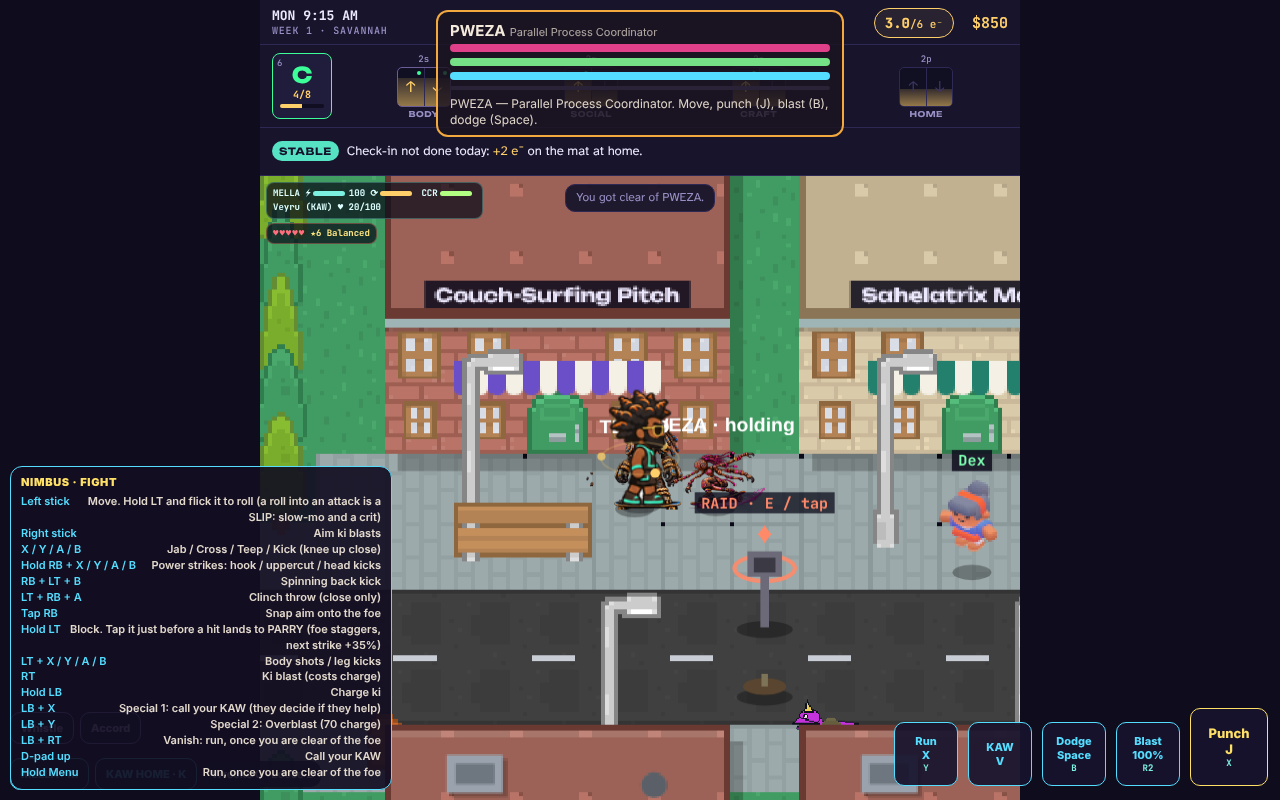 MON 9:15 AM
WEEK 1 · SAVANNAH
3.0/6 e⁻
$850
PWEZA Parallel Process Coordinator
PWEZA — Parallel Process Coordinator. Move, punch (J), blast (B),
dodge (Space).
6
C
4/8
2s
BODY
SOCIAL
CRAFT
2p
HOME
STABLE Check-in not done today: +2 e⁻ on the mat at home.
MELLA ⚡ 100 ⟳ CCR
Veyru (KAW) ♥ 20/100
♥♥♥♥♥ ★6 Balanced
You got clear of PWEZA.
Couch-Surfing Pitch
· holding
RAID · E / tap
Dex
NIMBUS · FIGHT
Left stick Move. Hold LT and flick it to roll (a roll into an attack is a
SLIP: slow-mo and a crit)
Right stick Aim ki blasts
X / Y / A / B Jab / Cross / Teep / Kick (knee up close)
Hold RB + X / Y / A / B Power strikes: hook / uppercut / head kicks
RB + LT + B Spinning back kick
LT + RB + A Clinch throw (close only)
Tap RB Snap aim onto the foe
Hold LT Block. Tap it just before a hit lands to PARRY (foe staggers,
next strike +35%)
LT + X / Y / A / B Body shots / leg kicks
RT Ki blast (costs charge)
Hold LB Charge ki
LB + X Special 1: call your KAW (they decide if they help)
LB + Y Special 2: Overblast (70 charge)
LB + RT Vanish: run, once you are clear of the foe
D-pad up Call your KAW
Hold Menu Run, once you are clear of the foe
Accord
KAW HOME · K
Run
X
Y
KAW
V
Dodge
Space
B
Blast
100%
R2
Punch
J
X